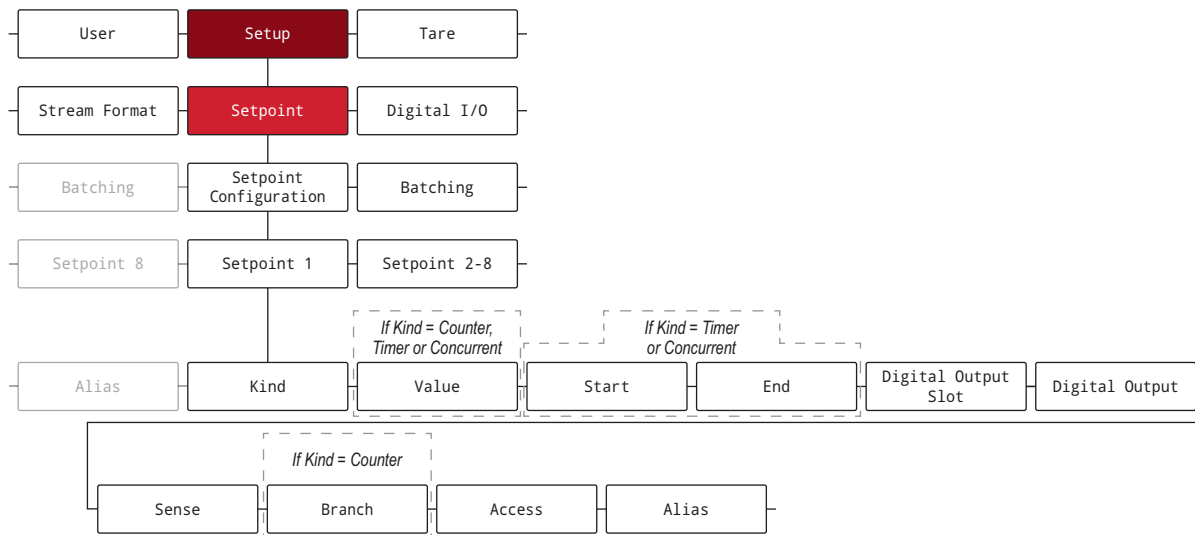 User
Setup
Tare
Stream Format
Setpoint
Digital I/O
Batching
Setpoint
Configuration
Batching
Setpoint 8
Setpoint 1
Setpoint 2-8
If Kind = Counter,
Timer or Concurrent
If Kind = Timer
or Concurrent
Alias
Kind
Value
Start
End
Digital Output
Slot
Digital Output
If Kind = Counter
Sense
Branch
Access
Alias